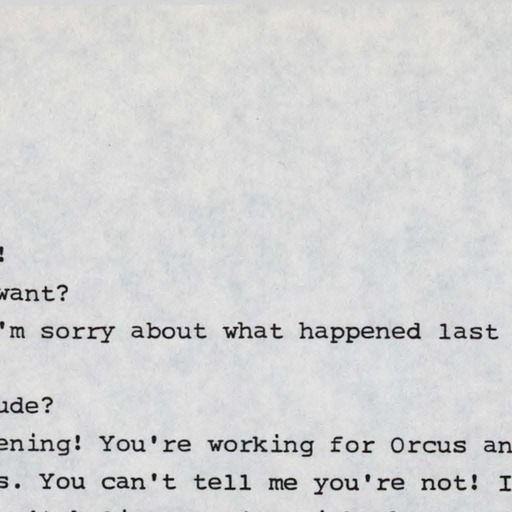 !
want?
'm sorry about what happened last
ude?
ening! You're working for Orcus an
s. You can't tell me you're not! I